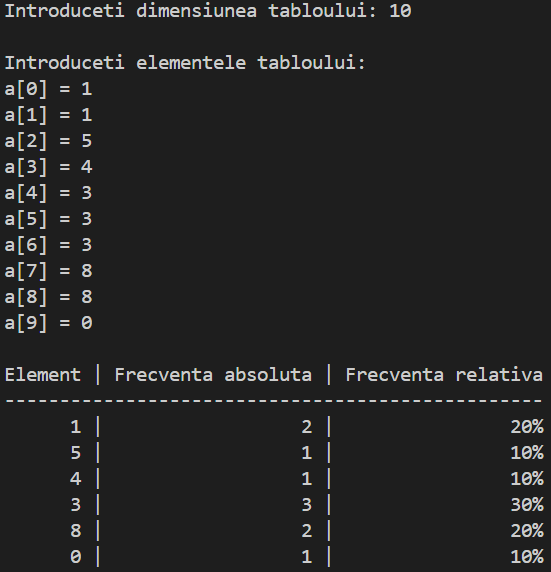 Introduceti dimensiunea tabloului: 10
Introduceti elementele tabloului:
a[0] = 1
a[1] = 1
a[2] = 5
a[3] = 4
a[4] = 3
a[5] = 3
a[6] = 3
a[7] = 8
a[8] = 8
a[9] = 0
Element | Frecventa absoluta | Frecventa relativa
-------------------------------------------------
1 | 2 | 20%
5 | 1 | 10%
4 | 1 | 10%
3 | 3 | 30%
8 | 2 | 20%
0 | 1 | 10%